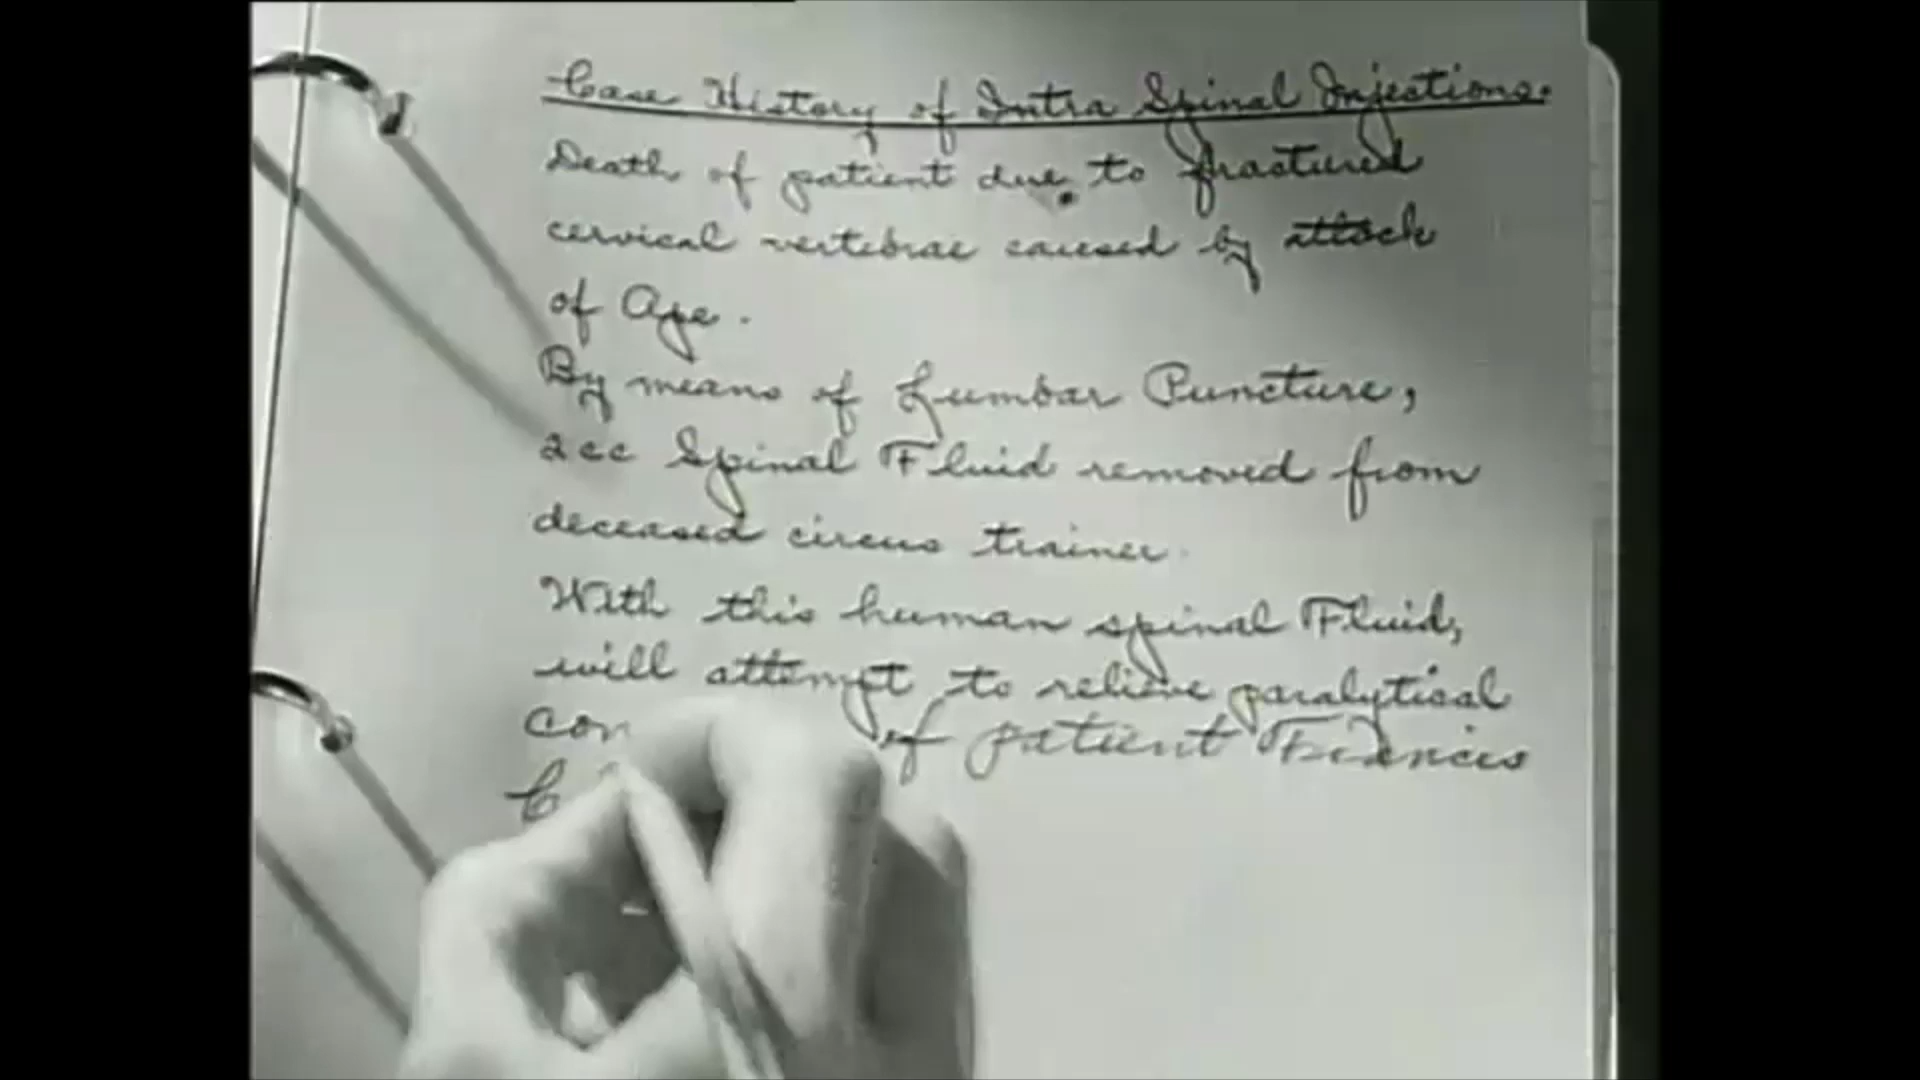 Case History of Intra Spinal Injections.
Death of patient due to fractured
cervical vertebrae caused by attack
of Ape.
By means of Lumbar Puncture,
2cc Spinal Fluid removed from
deceased circus trainer.
With this human spinal Fluid,
will attempt to relieve paralytical
of patient Frances